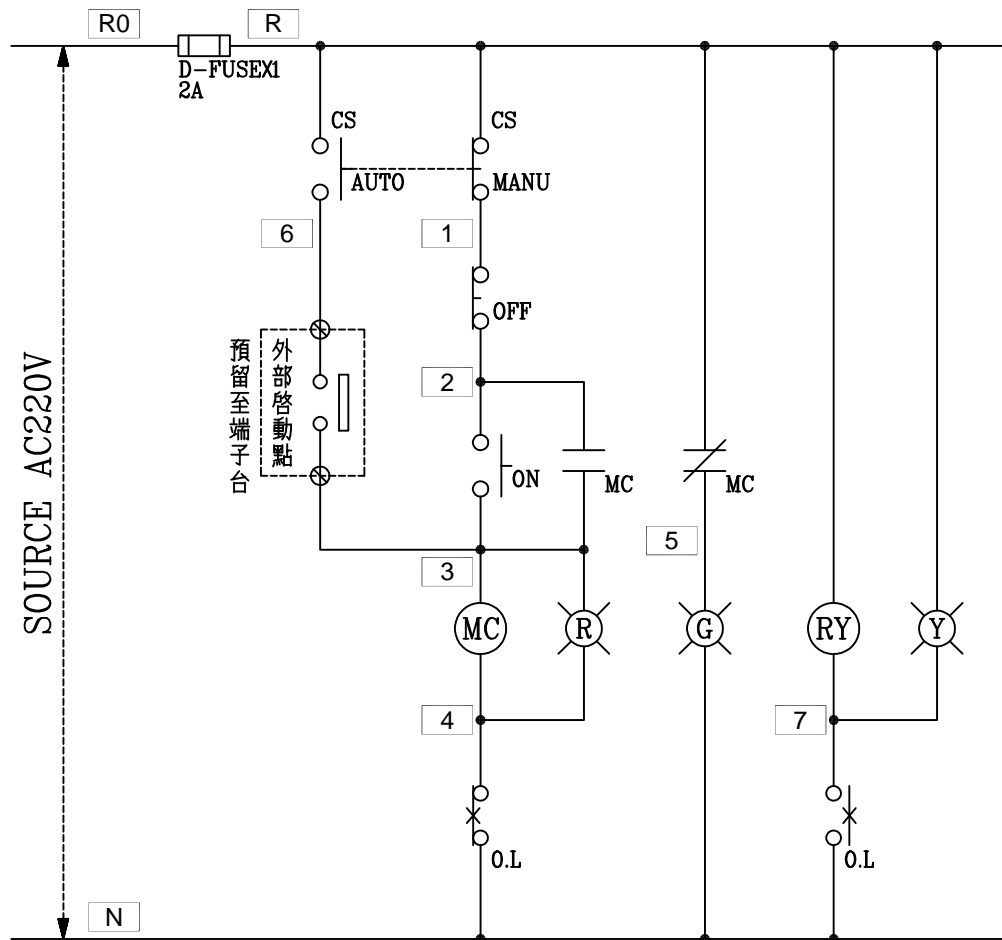 R0
R
D-FUSEX1
2A
CS
CS
AUTO
MANU
6
1
OFF
預留至端子台
外部啓動點
2
ON
MC
MC
5
3
MC
R
G
RY
Y
4
7
O.L
O.L
N
SOURCE AC220V